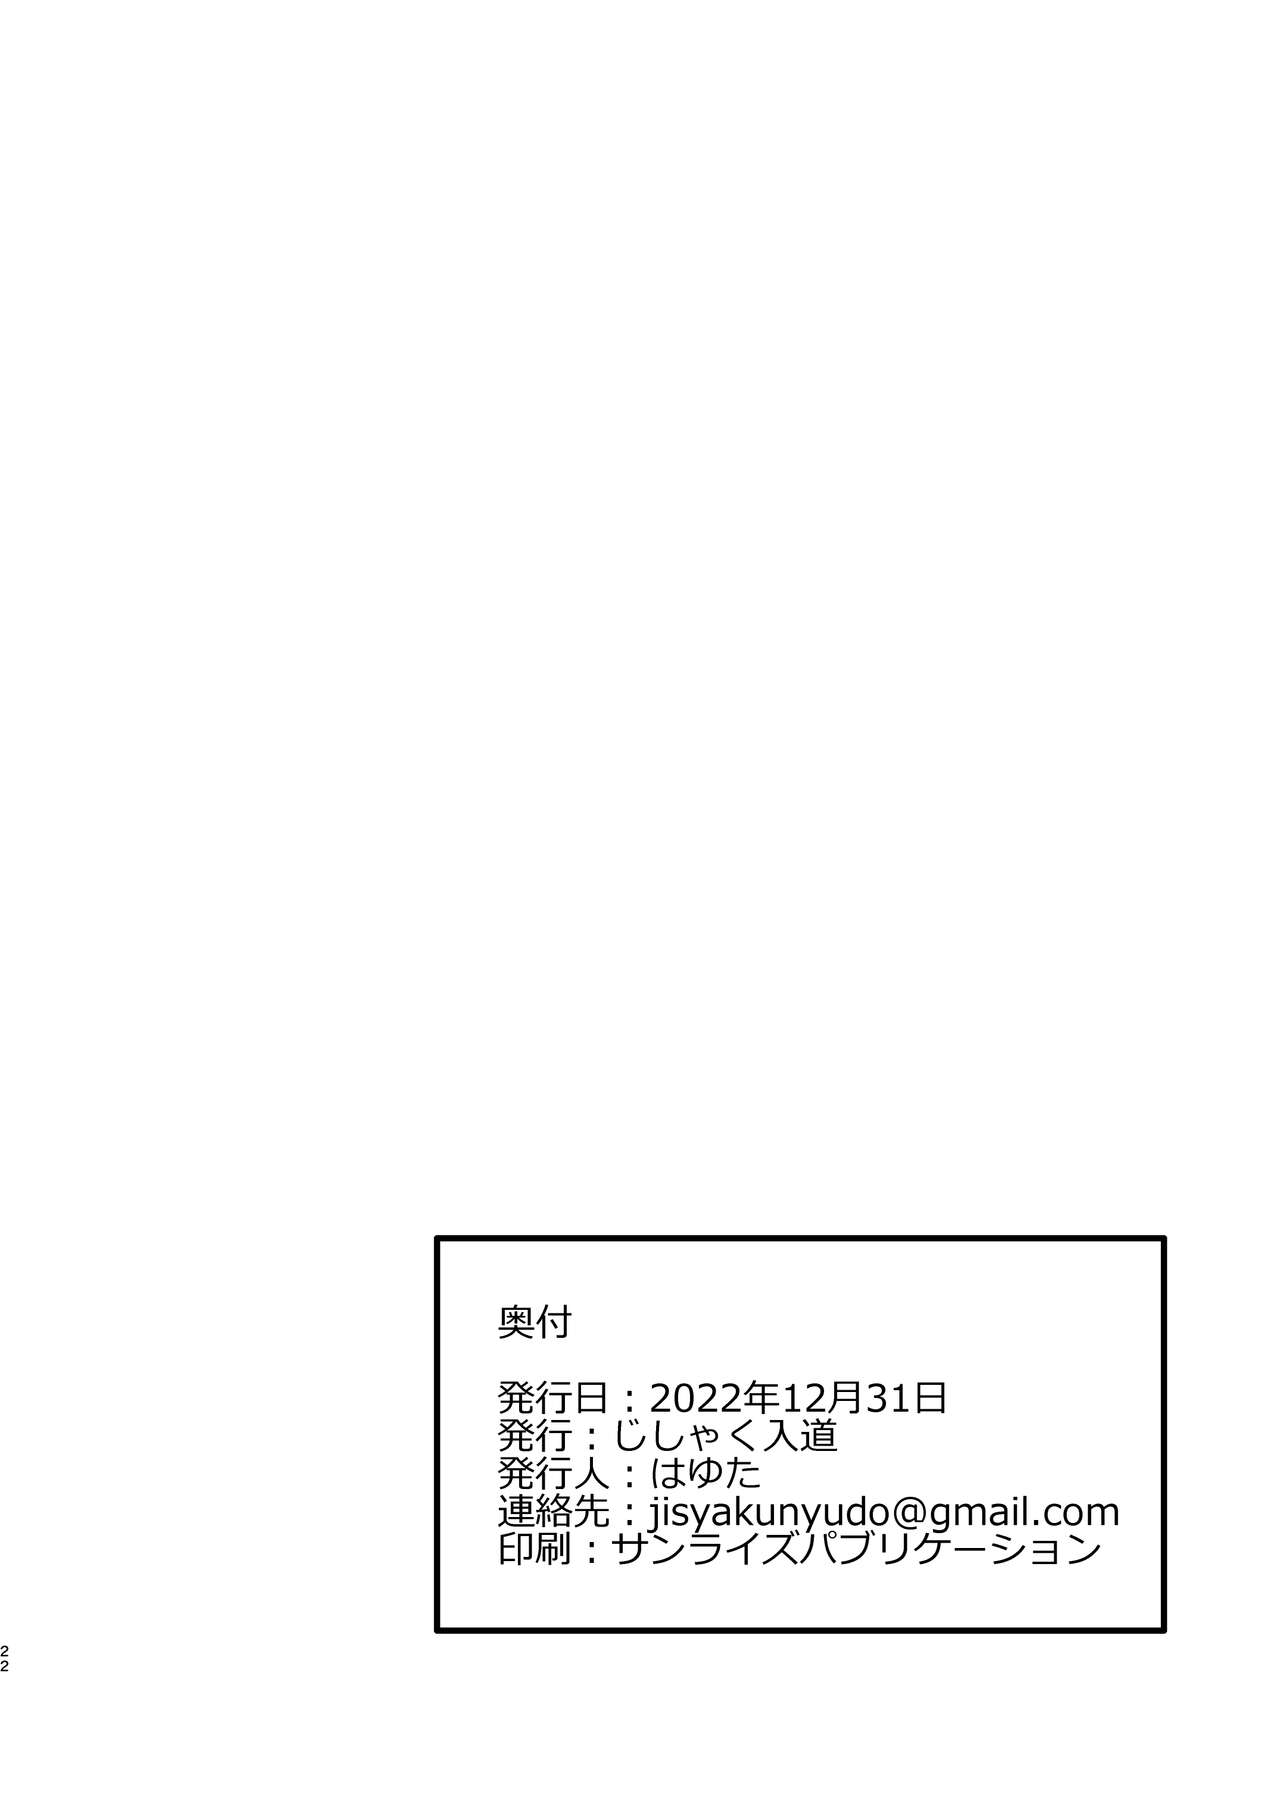 奥付
発行日：2022年12月31日
発行：じしゃく入道
発行人：はゆた
連絡先：jisyakunyudo@gmail.com
印刷：サンライズパブリケーション
22